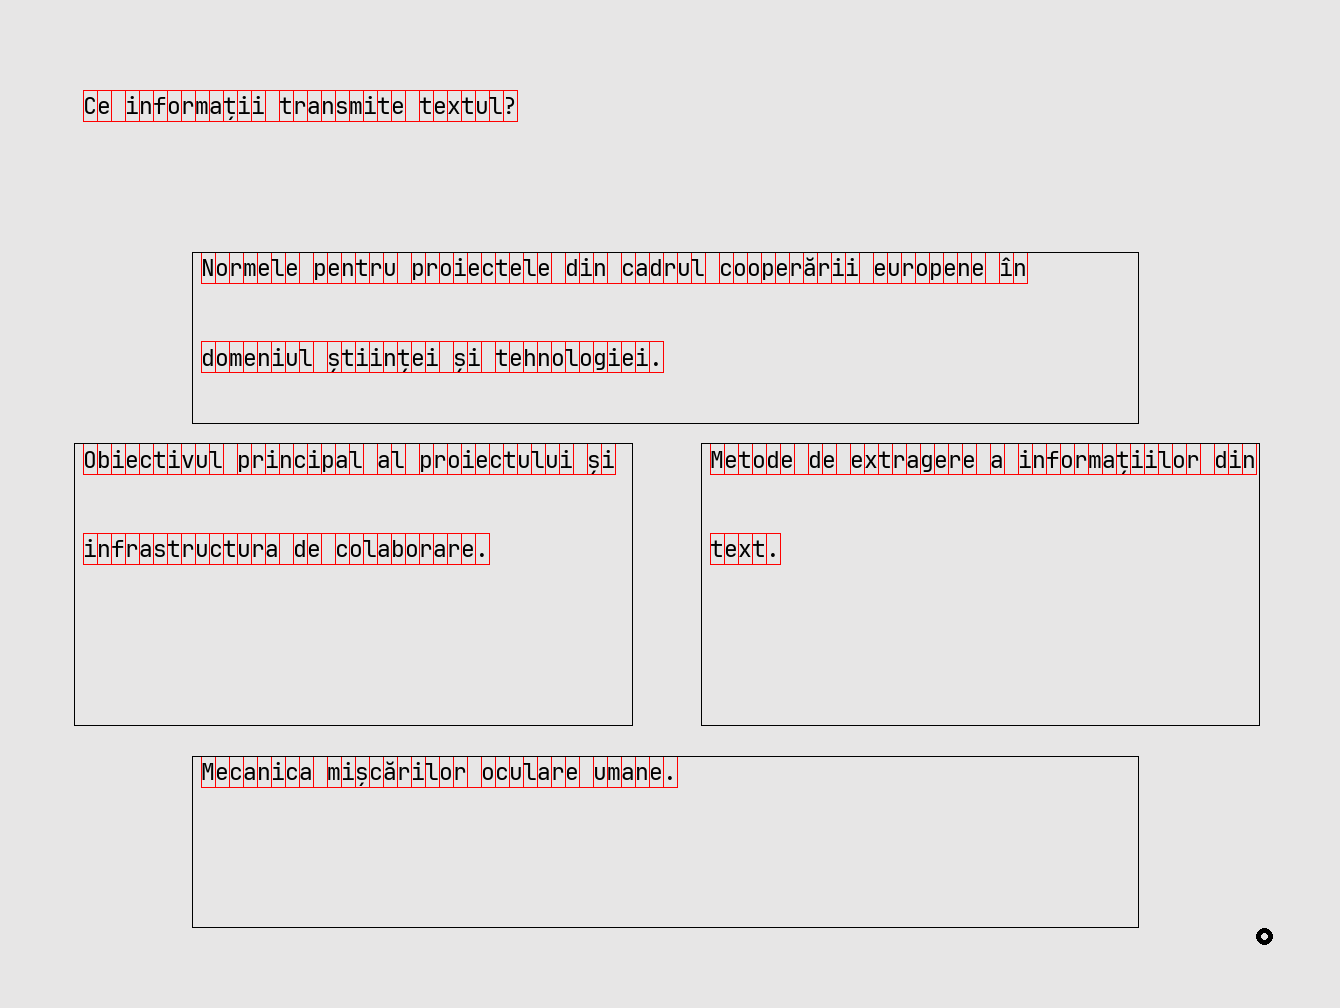 Ce informații transmite textul?
Normele pentru proiectele din cadrul cooperării europene în
domeniul științei și tehnologiei.
Obiectivul principal al proiectului și
infrastructura de colaborare.
Metode de extragere a informațiilor din
text.
Mecanica mișcărilor oculare umane.